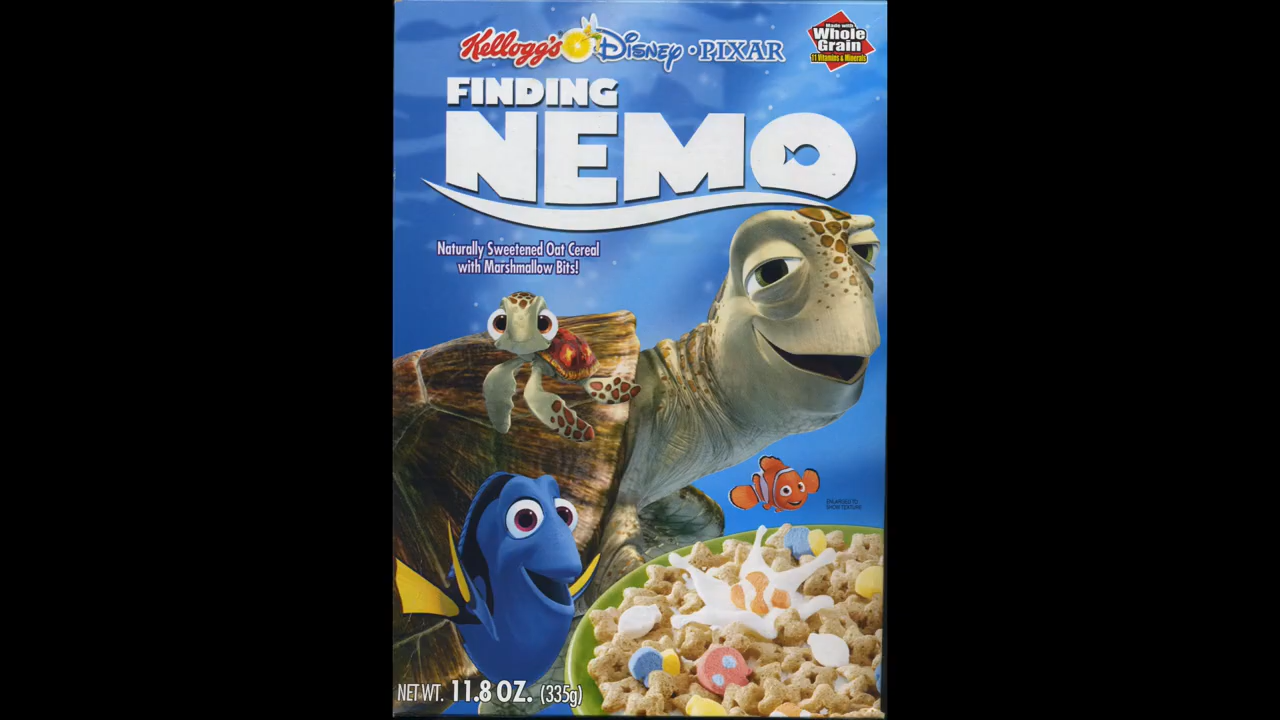 Kellogg's Disney • PIXAR
Made with
Whole
Grain
11 Vitamins & Minerals
FINDING
NEMO
Naturally Sweetened Oat Cereal
with Marshmallow Bits!
ENLARGED TO
SHOW TEXTURE
NET WT. 11.8 OZ. (335g)